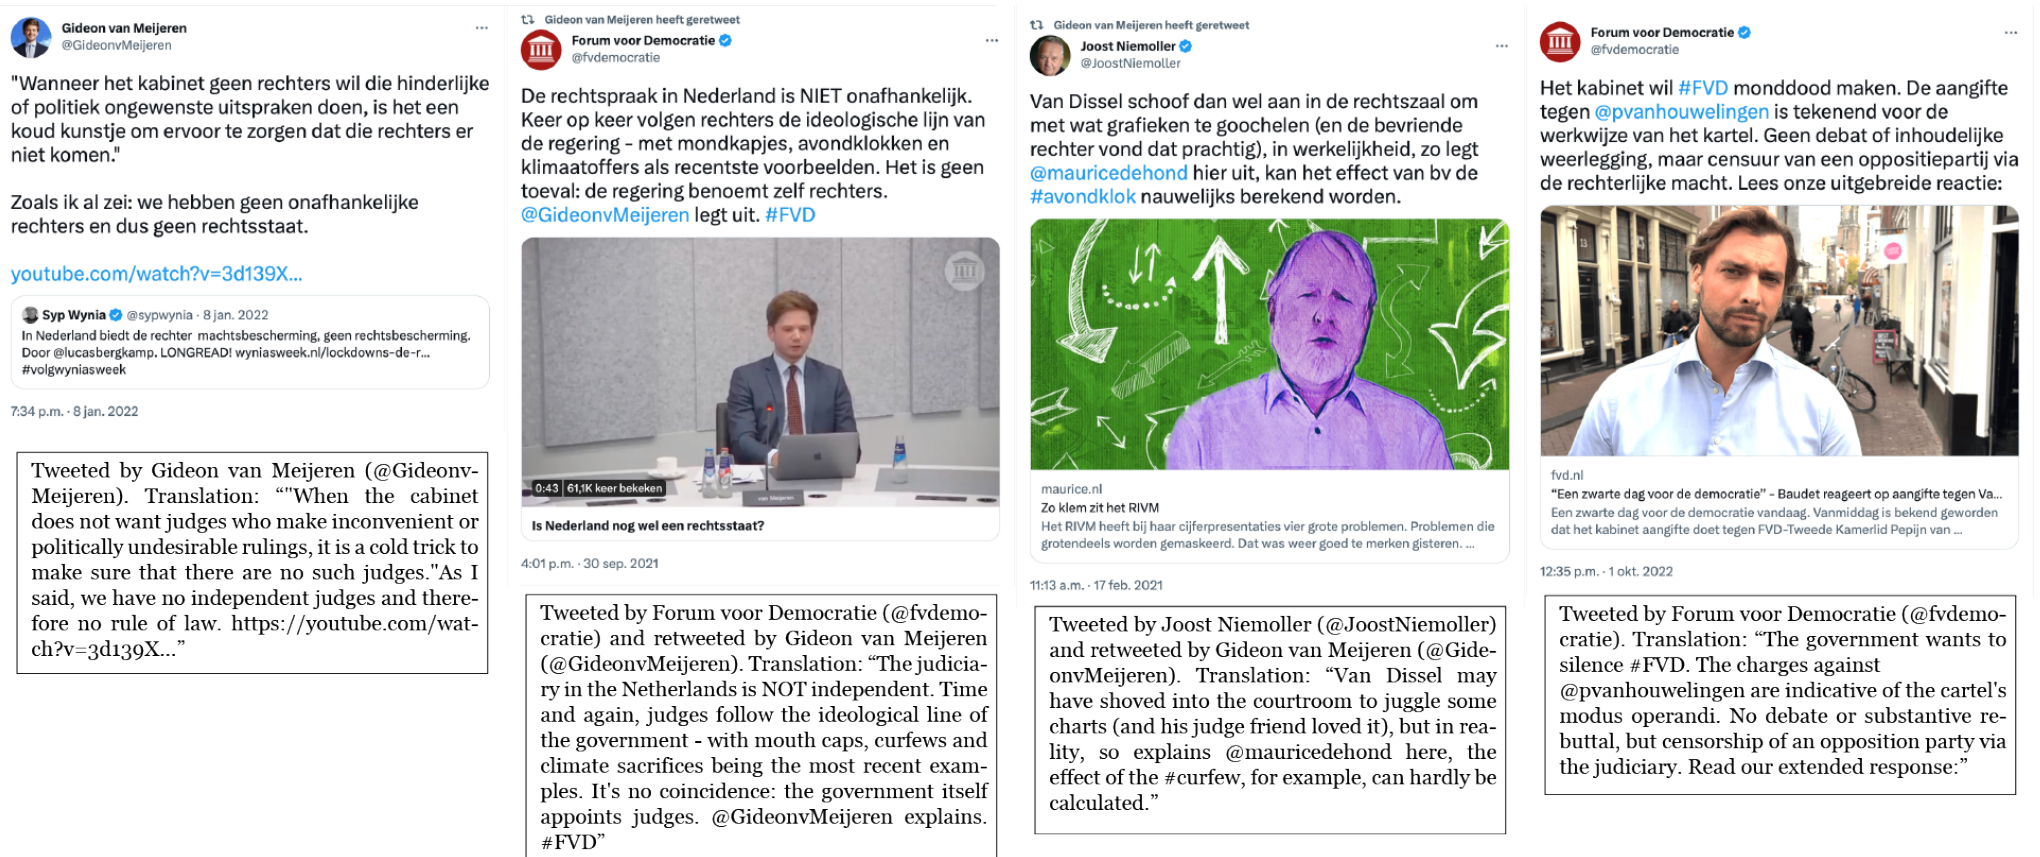 Gideon van Meijeren
@GideonvMeijeren
"Wanneer het kabinet geen rechters wil die hinderlijke
of politiek ongewenste uitspraken doen, is het een
koud kunstje om ervoor te zorgen dat die rechters er
niet komen."
Zoals ik al zei: we hebben geen onafhankelijke
rechters en dus geen rechtsstaat.
youtube.com/watch?v=3d139X...
Syp Wynia @sypwynia · 8 jan. 2022
In Nederland biedt de rechter machtsbescherming, geen rechtsbescherming.
Door @lucasbergkamp. LONGREAD! wyniasweek.nl/lockdowns-de-r...
#volgwyniasweek
7:34 p.m. · 8 jan. 2022
Tweeted by Gideon van Meijeren (@Gideonv-
Meijeren). Translation: “"When the cabinet
does not want judges who make inconvenient or
politically undesirable rulings, it is a cold trick to
make sure that there are no such judges."As I
said, we have no independent judges and there-
fore no rule of law. https://youtube.com/wat-
ch?v=3d139X...”
Gideon van Meijeren heeft geretweet
Forum voor Democratie
@fvdemocratie
De rechtspraak in Nederland is NIET onafhankelijk.
Keer op keer volgen rechters de ideologische lijn van
de regering - met mondkapjes, avondklokken en
klimaatoffers als recentste voorbeelden. Het is geen
toeval: de regering benoemt zelf rechters.
@GideonvMeijeren legt uit. #FVD
van Meijeren
0:43 61,1K keer bekeken
Is Nederland nog wel een rechtsstaat?
4:01 p.m. · 30 sep. 2021
Tweeted by Forum voor Democratie (@fvdemo-
cratie) and retweeted by Gideon van Meijeren
(@GideonvMeijeren). Translation: “The judicia-
ry in the Netherlands is NOT independent. Time
and again, judges follow the ideological line of
the government - with mouth caps, curfews and
climate sacrifices being the most recent exam-
ples. It's no coincidence: the government itself
appoints judges. @GideonvMeijeren explains.
#FVD”
Gideon van Meijeren heeft geretweet
Joost Niemoller
@JoostNiemoller
Van Dissel schoof dan wel aan in de rechtszaal om
met wat grafieken te goochelen (en de bevriende
rechter vond dat prachtig), in werkelijkheid, zo legt
@mauricedehond hier uit, kan het effect van bv de
#avondklok nauwelijks berekend worden.
maurice.nl
Zo klem zit het RIVM
Het RIVM heeft bij haar cijferpresentaties vier grote problemen. Problemen die
grotendeels worden gemaskeerd. Dat was weer goed te merken gisteren. ...
11:13 a.m. · 17 feb. 2021
Tweeted by Joost Niemoller (@JoostNiemoller)
and retweeted by Gideon van Meijeren (@Gide-
onvMeijeren). Translation: “Van Dissel may
have shoved into the courtroom to juggle some
charts (and his judge friend loved it), but in rea-
lity, so explains @mauricedehond here, the
effect of the #curfew, for example, can hardly be
calculated.”
Forum voor Democratie
@fvdemocratie
Het kabinet wil #FVD monddood maken. De aangifte
tegen @pvanhouwelingen is tekenend voor de
werkwijze van het kartel. Geen debat of inhoudelijke
weerlegging, maar censuur van een oppositiepartij via
de rechterlijke macht. Lees onze uitgebreide reactie:
13
fvd.nl
“Een zwarte dag voor de democratie” - Baudet reageert op aangifte tegen Va...
Een zwarte dag voor de democratie vandaag. Vanmiddag is bekend geworden
dat het kabinet aangifte doet tegen FVD-Tweede Kamerlid Pepijn van ...
12:35 p.m. · 1 okt. 2022
Tweeted by Forum voor Democratie (@fvdemo-
cratie). Translation: “The government wants to
silence #FVD. The charges against
@pvanhouwelingen are indicative of the cartel's
modus operandi. No debate or substantive re-
buttal, but censorship of an opposition party via
the judiciary. Read our extended response:”